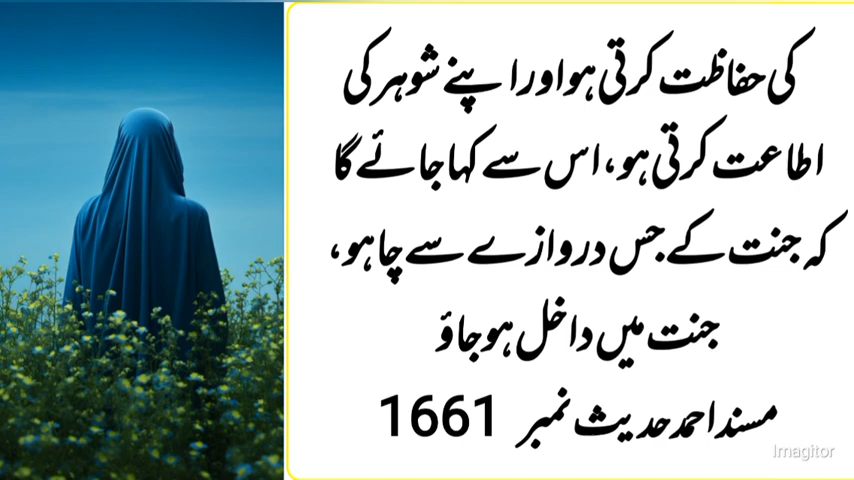 کی حفاظت کرتی ہو اور اپنے شوہر کی
اطاعت کرتی ہو، اس سے کہا جائے گا
کہ جنت کے جس دروازے سے چاہو،
جنت میں داخل ہو جاؤ
مسند احمد حدیث نمبر 1661
Imagitor